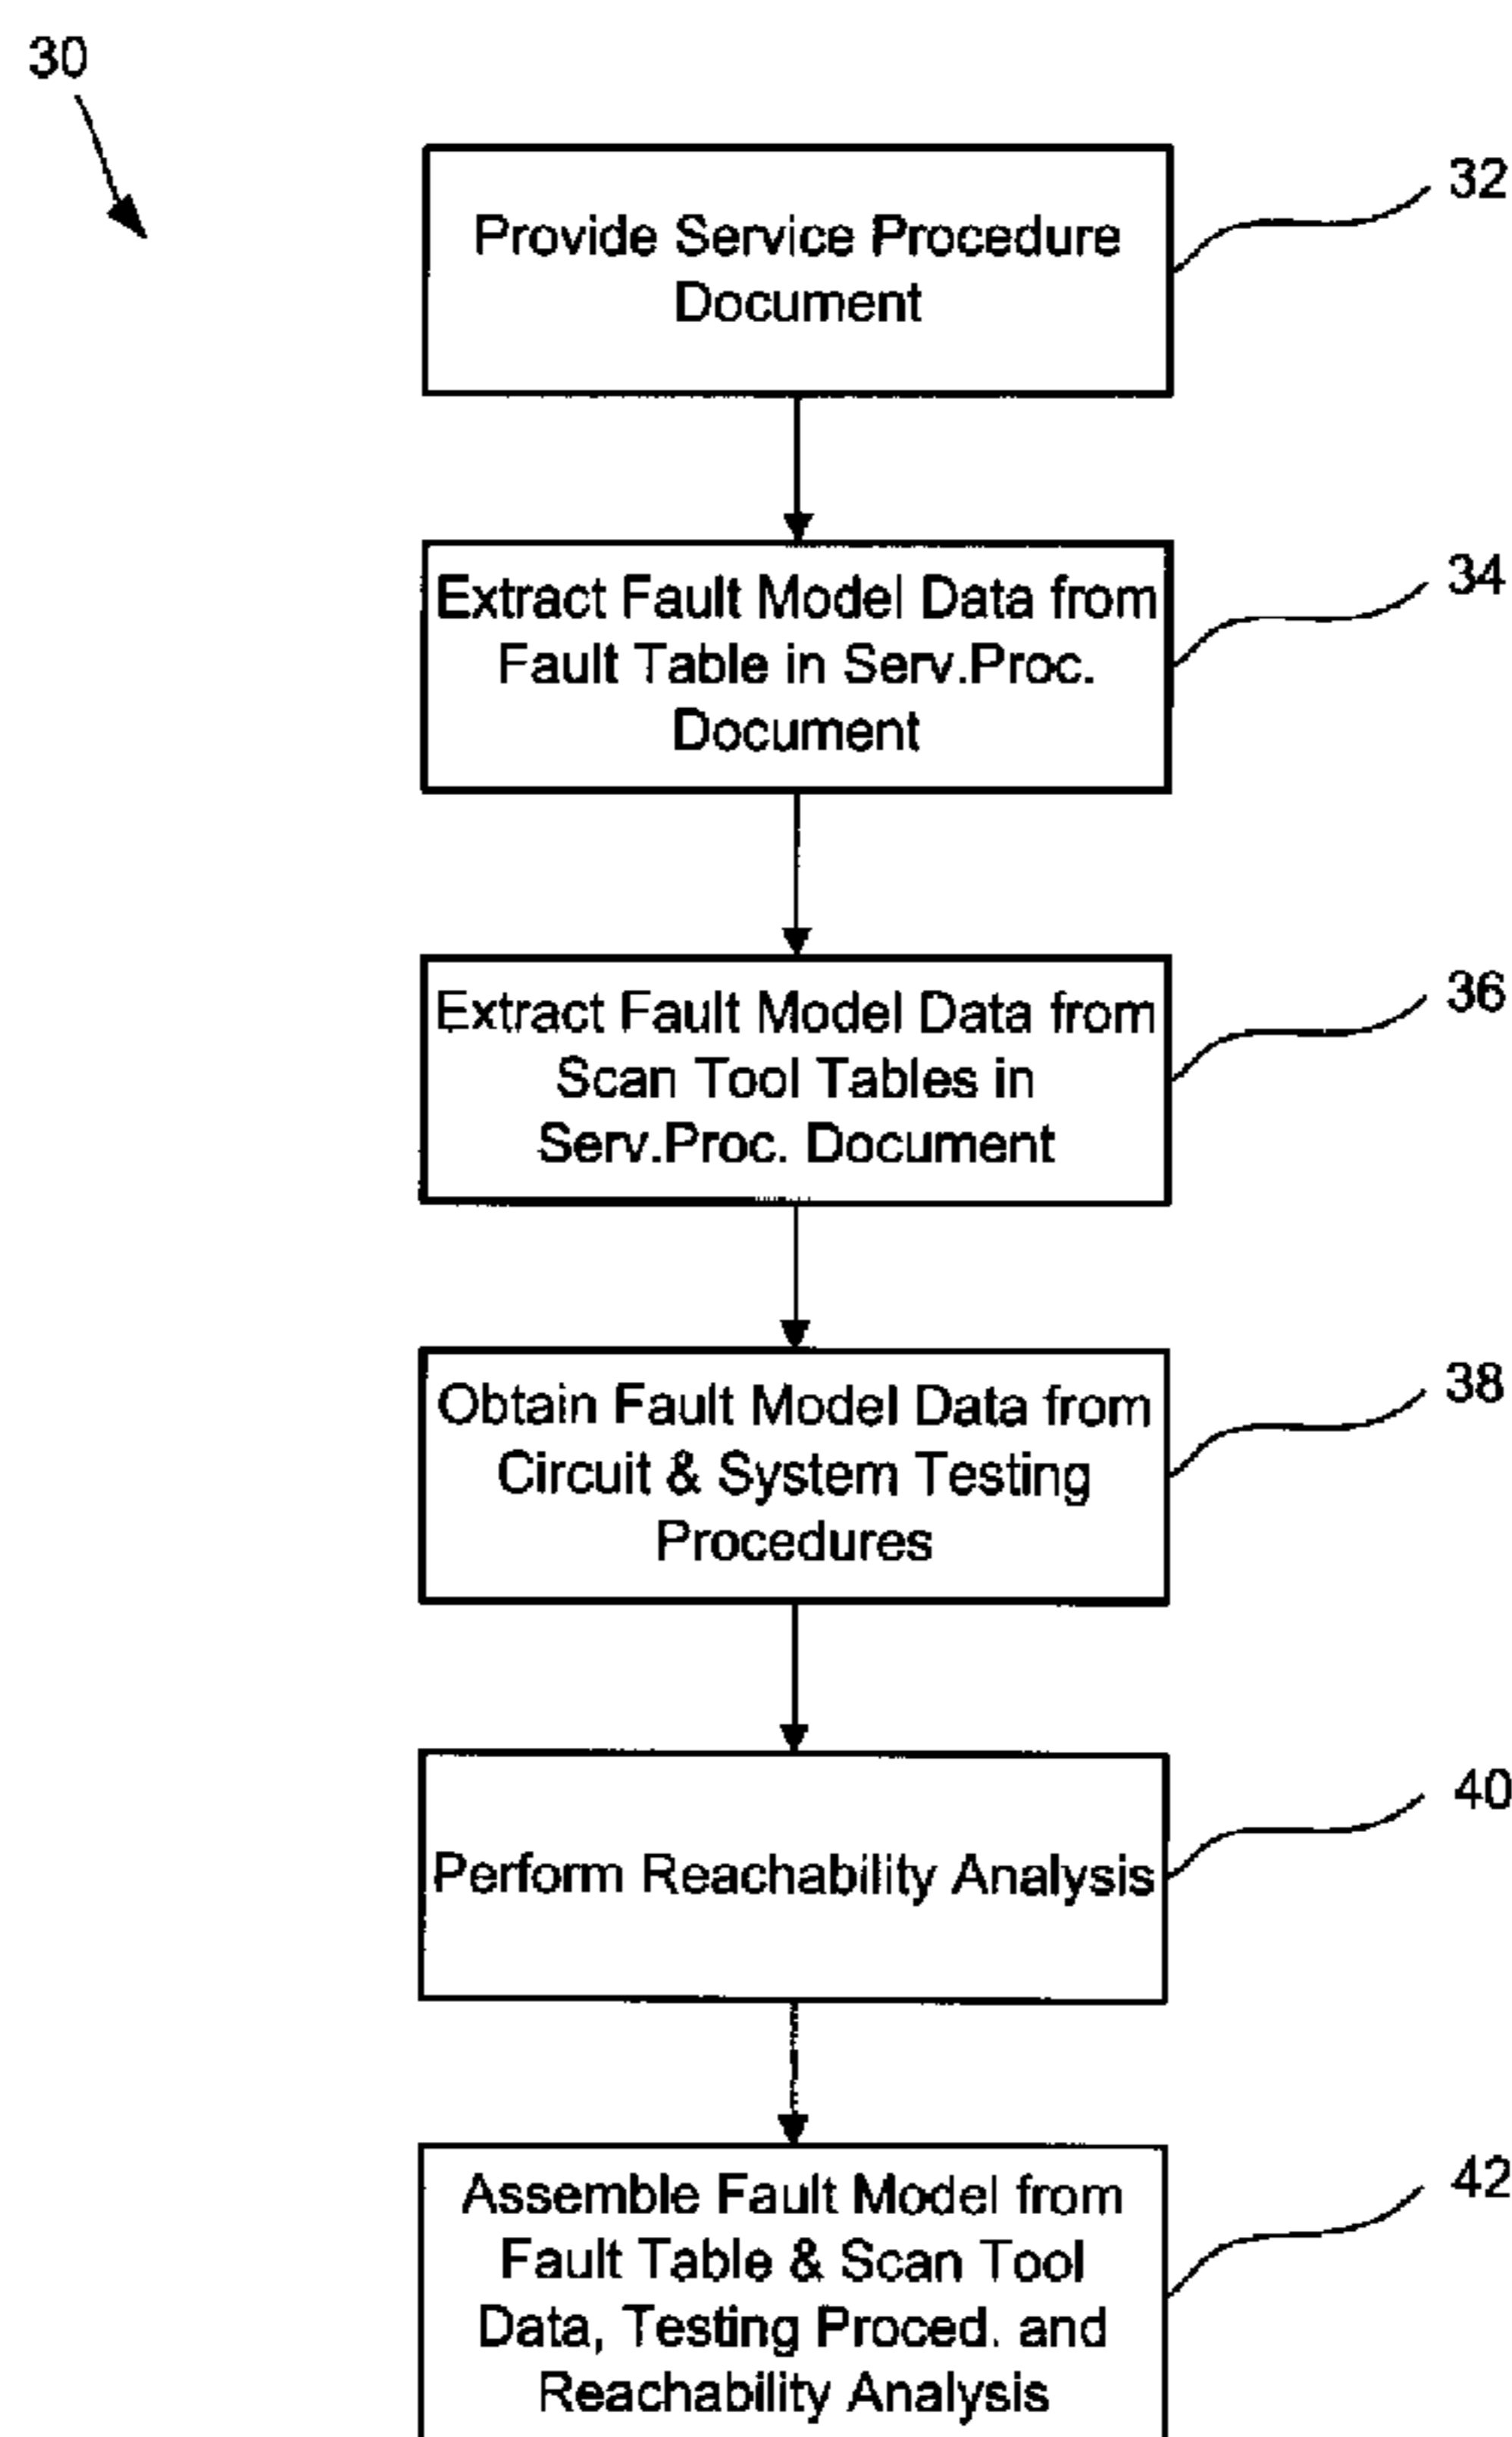 30
32
Provide Service Procedure
Document
34
Extract Fault Model Data from
Fault Table in Serv.Proc.
Document
36
Extract Fault Model Data from
Scan Tool Tables in
Serv.Proc. Document
38
Obtain Fault Model Data from
Circuit & System Testing
Procedures
40
Perform Reachability Analysis
42
Assemble Fault Model from
Fault Table & Scan Tool
Data, Testing Proced. and
Reachability Analysis